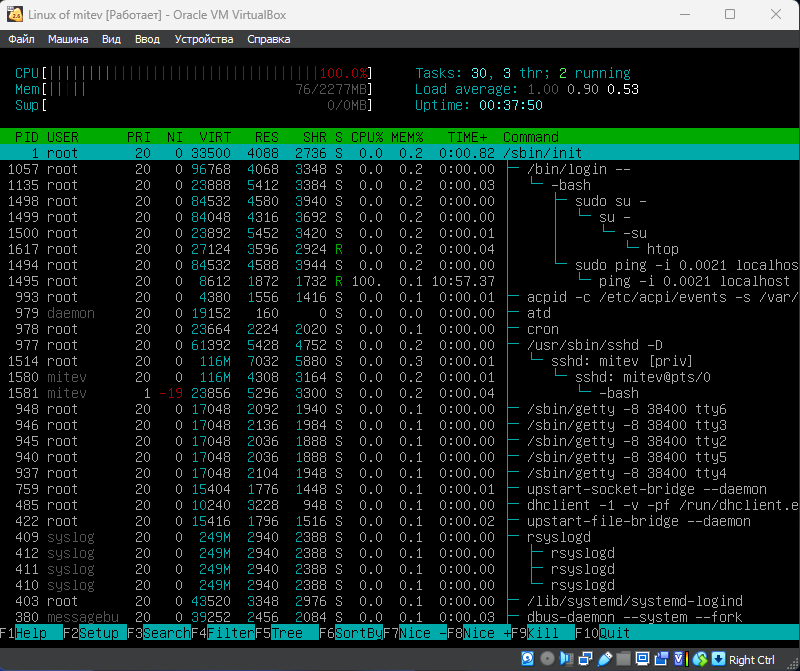 Linux of mitev [Работает] - Oracle VM VirtualBox
Файл Машина Вид Ввод Устройства Справка
CPU[||||||||||||||||||||||||||||||||||100.0%] Tasks: 30, 3 thr; 2 running
Mem[||||| 76/2277MB] Load average: 1.00 0.90 0.53
Swp[ 0/0MB] Uptime: 00:37:50
PID USER PRI NI VIRT RES SHR S CPU% MEM% TIME+ Command
1 root 20 0 33500 4088 2736 S 0.0 0.2 0:00.82 /sbin/init
1057 root 20 0 96768 4068 3348 S 0.0 0.2 0:00.00 ├─ /bin/login --
1135 root 20 0 23888 5412 3384 S 0.0 0.2 0:00.03 │ └─ -bash
1498 root 20 0 84532 4580 3940 S 0.0 0.2 0:00.00 │ ├─ sudo su -
1499 root 20 0 84048 4316 3692 S 0.0 0.2 0:00.00 │ │ └─ su -
1500 root 20 0 23892 5452 3420 S 0.0 0.2 0:00.01 │ │ └─ -su
1617 root 20 0 27124 3596 2924 R 0.0 0.2 0:00.04 │ │ └─ htop
1494 root 20 0 84532 4588 3944 S 0.0 0.2 0:00.00 │ └─ sudo ping -i 0.0021 localhos
1495 root 20 0 8612 1872 1732 R 100. 0.1 10:57.37 │ └─ ping -i 0.0021 localhost
993 root 20 0 4380 1556 1416 S 0.0 0.1 0:00.01 ├─ acpid -c /etc/acpi/events -s /var/
979 daemon 20 0 19152 160 0 S 0.0 0.0 0:00.00 ├─ atd
978 root 20 0 23664 2224 2020 S 0.0 0.1 0:00.00 ├─ cron
977 root 20 0 61392 5428 4752 S 0.0 0.2 0:00.00 ├─ /usr/sbin/sshd -D
1514 root 20 0 116M 7032 5880 S 0.0 0.3 0:00.01 │ └─ sshd: mitev [priv]
1580 mitev 20 0 116M 4308 3164 S 0.0 0.2 0:00.01 │ └─ sshd: mitev@pts/0
1581 mitev 1 -19 23856 5296 3300 S 0.0 0.2 0:00.04 │ └─ -bash
948 root 20 0 17048 2092 1940 S 0.0 0.1 0:00.00 ├─ /sbin/getty -8 38400 tty6
946 root 20 0 17048 2136 1984 S 0.0 0.1 0:00.00 ├─ /sbin/getty -8 38400 tty3
945 root 20 0 17048 2036 1888 S 0.0 0.1 0:00.00 ├─ /sbin/getty -8 38400 tty2
940 root 20 0 17048 2036 1888 S 0.0 0.1 0:00.00 ├─ /sbin/getty -8 38400 tty5
937 root 20 0 17048 2104 1948 S 0.0 0.1 0:00.00 ├─ /sbin/getty -8 38400 tty4
759 root 20 0 15404 1776 1448 S 0.0 0.1 0:00.01 ├─ upstart-socket-bridge --daemon
485 root 20 0 10240 3228 948 S 0.0 0.1 0:00.00 ├─ dhclient -1 -v -pf /run/dhclient.e
422 root 20 0 15416 1796 1516 S 0.0 0.1 0:00.02 ├─ upstart-file-bridge --daemon
409 syslog 20 0 249M 2940 2388 S 0.0 0.1 0:00.01 ├─ rsyslogd
412 syslog 20 0 249M 2940 2388 S 0.0 0.1 0:00.00 │ ├─ rsyslogd
411 syslog 20 0 249M 2940 2388 S 0.0 0.1 0:00.00 │ ├─ rsyslogd
410 syslog 20 0 249M 2940 2388 S 0.0 0.1 0:00.00 │ └─ rsyslogd
403 root 20 0 43520 3348 2976 S 0.0 0.1 0:00.00 ├─ /lib/systemd/systemd-logind
380 messagebu 20 0 39252 2456 2084 S 0.0 0.1 0:00.03 ├─ dbus-daemon --system --fork
F1Help F2Setup F3SearchF4FilterF5Tree F6SortByF7Nice -F8Nice +F9Kill F10Quit
Right Ctrl